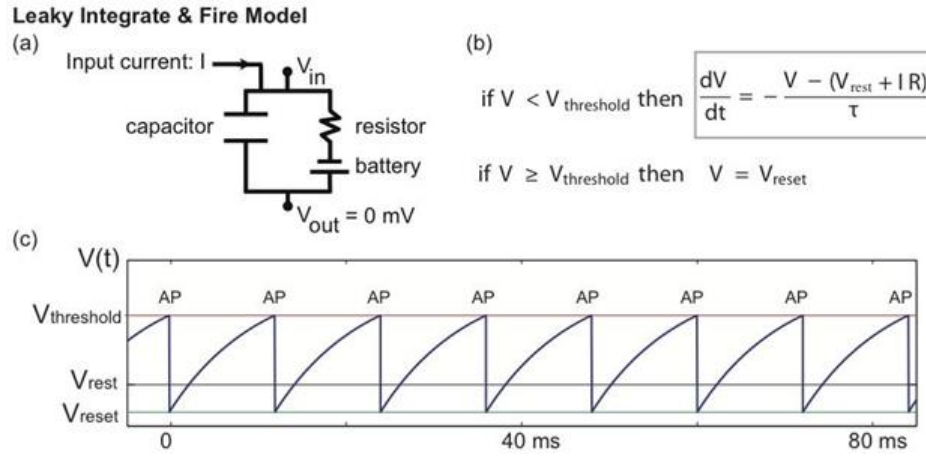 Leaky Integrate & Fire Model
(a)
Input current: I
V_in
capacitor
resistor
battery
V_out = 0 mV
(b)
if V < V_threshold then dV/dt = - (V - (V_rest + I R))/τ
if V ≥ V_threshold then V = V_reset
(c)
V(t)
AP AP AP AP AP AP AP AP
V_threshold
V_rest
V_reset
0 40 ms 80 ms